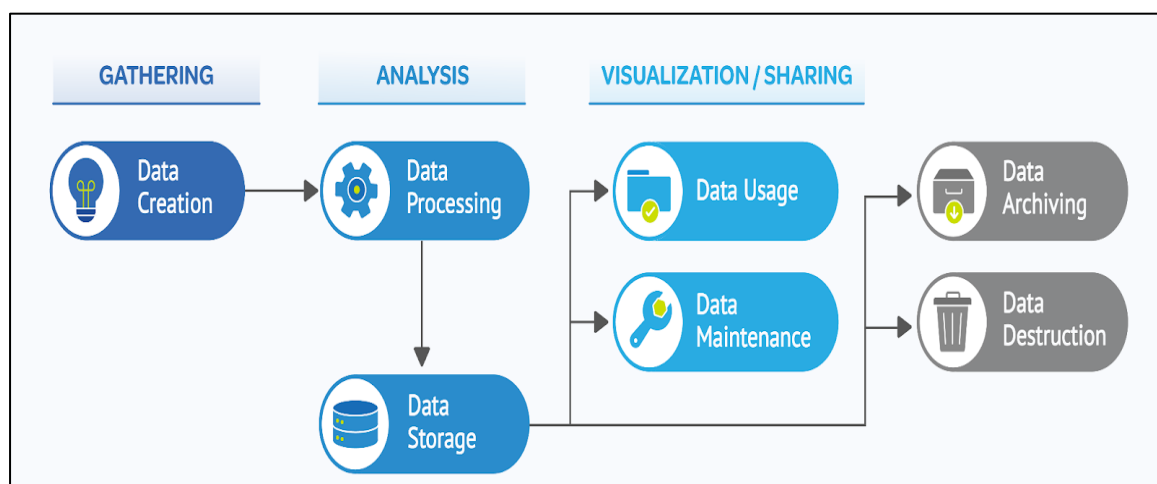 GATHERING
ANALYSIS
VISUALIZATION / SHARING
Data
Creation
Data
Processing
Data
Storage
Data Usage
Data
Maintenance
Data
Archiving
Data
Destruction